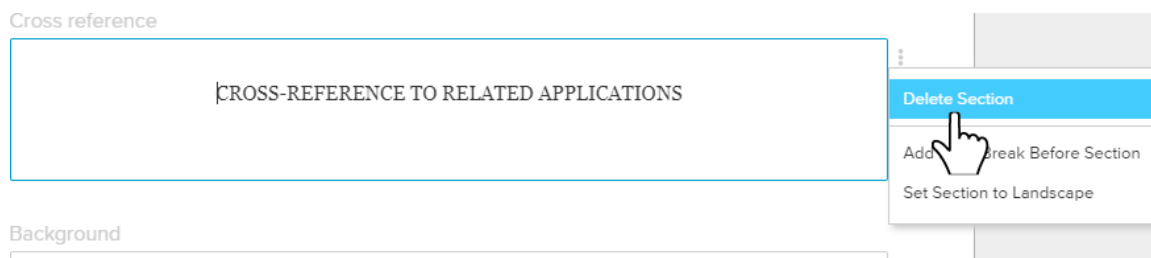 Cross reference
CROSS-REFERENCE TO RELATED APPLICATIONS
Delete Section
Add Break Before Section
Set Section to Landscape
Background